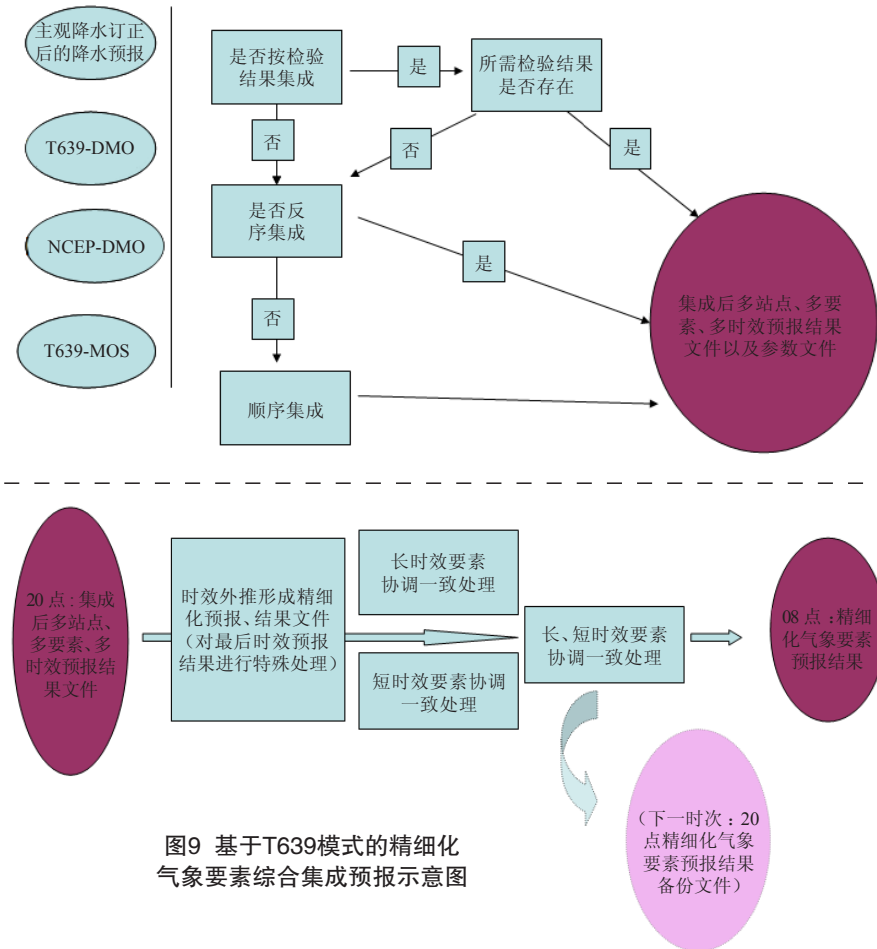 主观降水订正
后的降水预报
T639-DMO
NCEP-DMO
T639-MOS
是否按检验
结果集成
是
所需检验结果
是否存在
否
否
是
是否反
序集成
是
否
顺序集成
集成后多站点、多要
素、多时效预报结果
文件以及参数文件
20 点：集成
后多站点、
多要素、多
时效预报结
果文件
时效外推形成精细
化预报、结果文件
（对最后时效预报
结果进行特殊处理）
长时效要素
协调一致处理
短时效要素协调
一致处理
长、短时效要素
协调一致处理
08 点：精细
化气象要素
预报结果
（下一时次：20
点精细化气象
要素预报结果
备份文件）
图9 基于T639模式的精细化
气象要素综合集成预报示意图